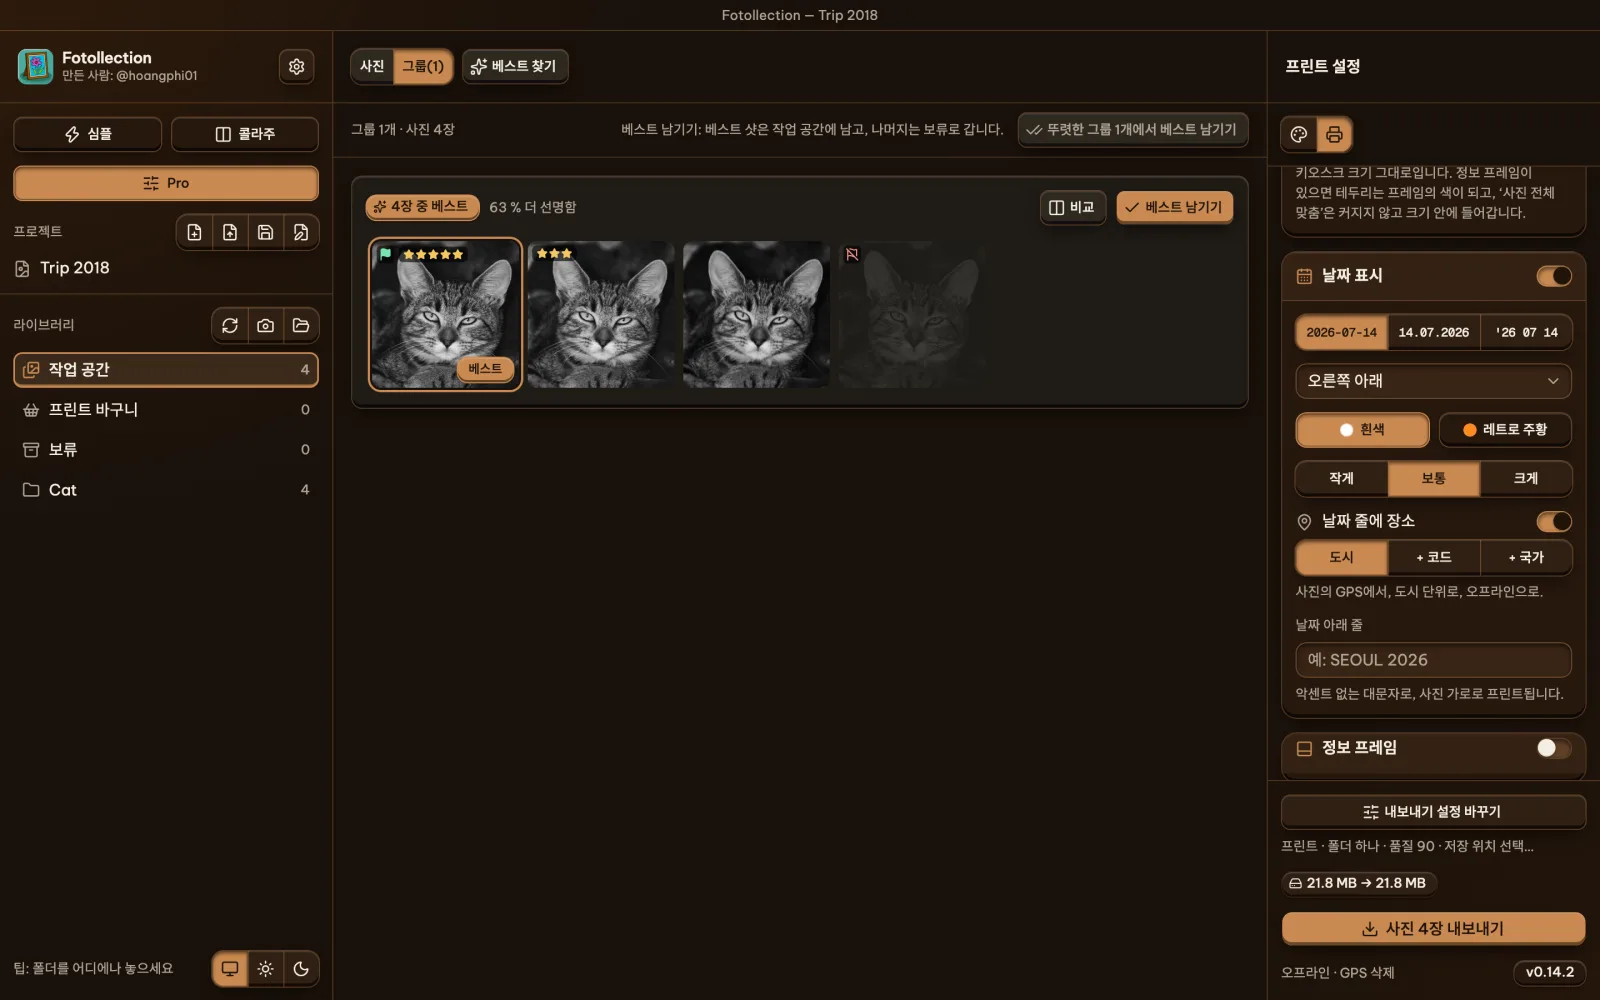 Fotollection — Trip 2018
Fotollection
만든 사람: @hoangphi01
심플
콜라주
Pro
프로젝트
Trip 2018
라이브러리
작업 공간 4
프린트 바구니 0
보류 0
Cat 4
팁: 폴더를 어디에나 놓으세요
사진
그룹(1)
베스트 찾기
그룹 1개 · 사진 4장
베스트 남기기: 베스트 샷은 작업 공간에 남고, 나머지는 보류로 갑니다.
뚜렷한 그룹 1개에서 베스트 남기기
4장 중 베스트
63 % 더 선명함
비교
베스트 남기기
베스트
프린트 설정
키오스크 크기 그대로입니다. 정보 프레임이
있으면 테두리는 프레임의 색이 되고, ‘사진 전체
맞춤’은 커지지 않고 크기 안에 들어갑니다.
날짜 표시
2026-07-14
14.07.2026
'26 07 14
오른쪽 아래
흰색
레트로 주황
작게
보통
크게
날짜 줄에 장소
도시
+ 코드
+ 국가
사진의 GPS에서, 도시 단위로, 오프라인으로.
날짜 아래 줄
예: SEOUL 2026
악센트 없는 대문자로, 사진 가로로 프린트됩니다.
정보 프레임
내보내기 설정 바꾸기
프린트 · 폴더 하나 · 품질 90 · 저장 위치 선택...
21.8 MB → 21.8 MB
사진 4장 내보내기
오프라인 · GPS 삭제
v0.14.2